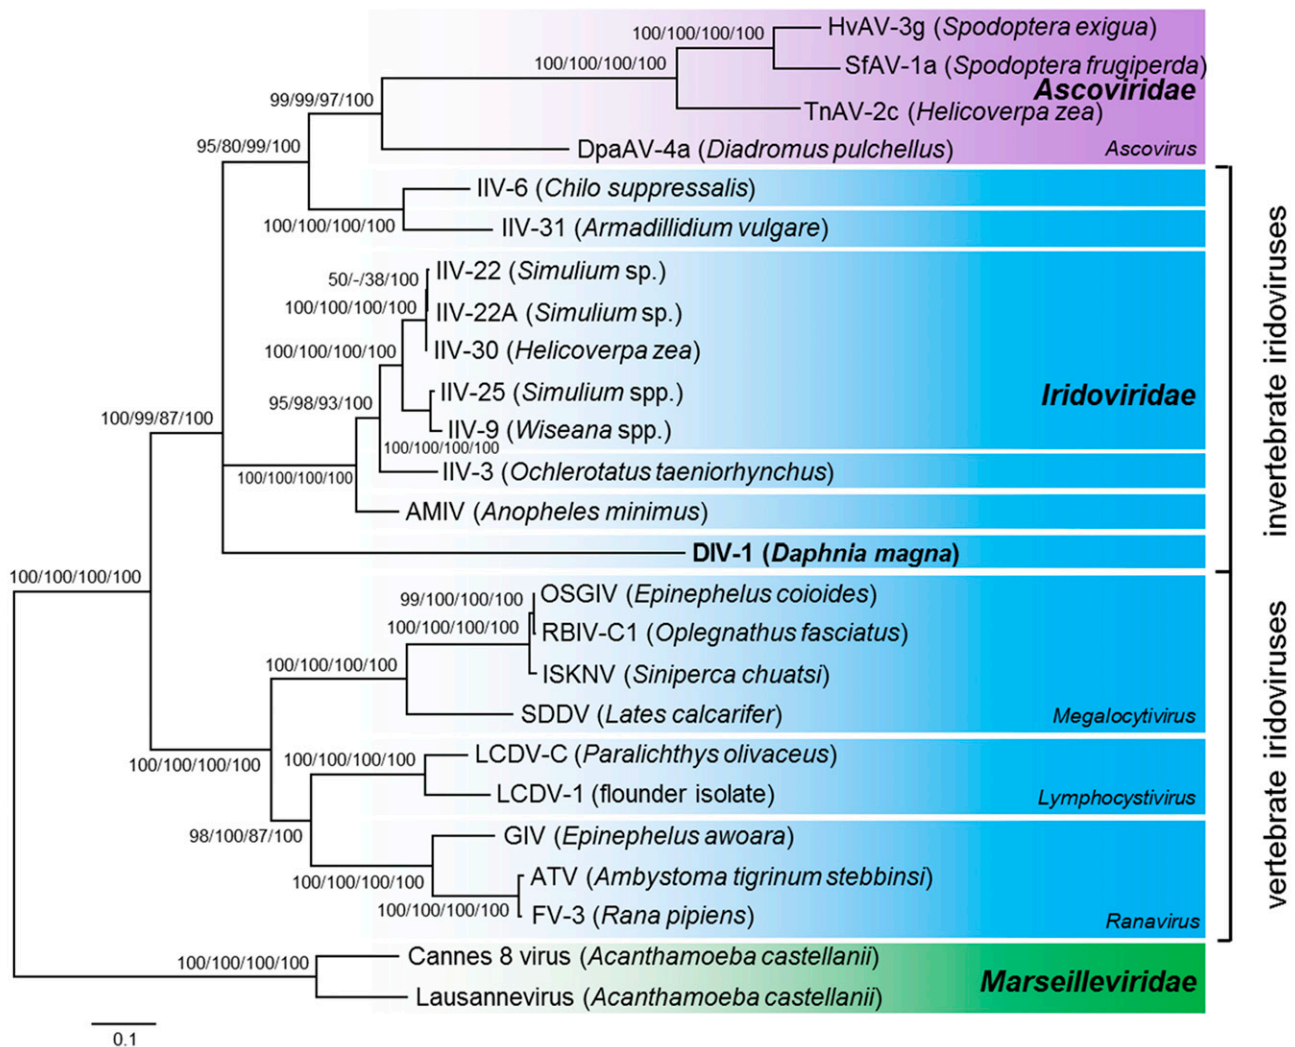 100/100/100/100
HvAV-3g (Spodoptera exigua)
100/100/100/100
SfAV-1a (Spodoptera frugiperda)
Ascoviridae
99/99/97/100
TnAV-2c (Helicoverpa zea)
95/80/99/100
DpaAV-4a (Diadromus pulchellus)
Ascovirus
IIV-6 (Chilo suppressalis)
100/100/100/100
IIV-31 (Armadillidium vulgare)
50/-/38/100
IIV-22 (Simulium sp.)
100/100/100/100
IIV-22A (Simulium sp.)
100/100/100/100
IIV-30 (Helicoverpa zea)
IIV-25 (Simulium spp.)
Iridoviridae
95/98/93/100
100/99/87/100
IIV-9 (Wiseana spp.)
100/100/100/100
100/100/100/100
IIV-3 (Ochlerotatus taeniorhynchus)
AMIV (Anopheles minimus)
DIV-1 (Daphnia magna)
invertebrate iridoviruses
100/100/100/100
99/100/100/100
OSGIV (Epinephelus coioides)
100/100/100/100
RBIV-C1 (Oplegnathus fasciatus)
100/100/100/100
ISKNV (Siniperca chuatsi)
SDDV (Lates calcarifer)
Megalocytivirus
100/100/100/100
100/100/100/100
LCDV-C (Paralichthys olivaceus)
LCDV-1 (flounder isolate)
Lymphocystivirus
98/100/87/100
GIV (Epinephelus awoara)
100/100/100/100
ATV (Ambystoma tigrinum stebbinsi)
100/100/100/100
FV-3 (Rana pipiens)
Ranavirus
vertebrate iridoviruses
100/100/100/100
Cannes 8 virus (Acanthamoeba castellanii)
Marseilleviridae
Lausannevirus (Acanthamoeba castellanii)
0.1